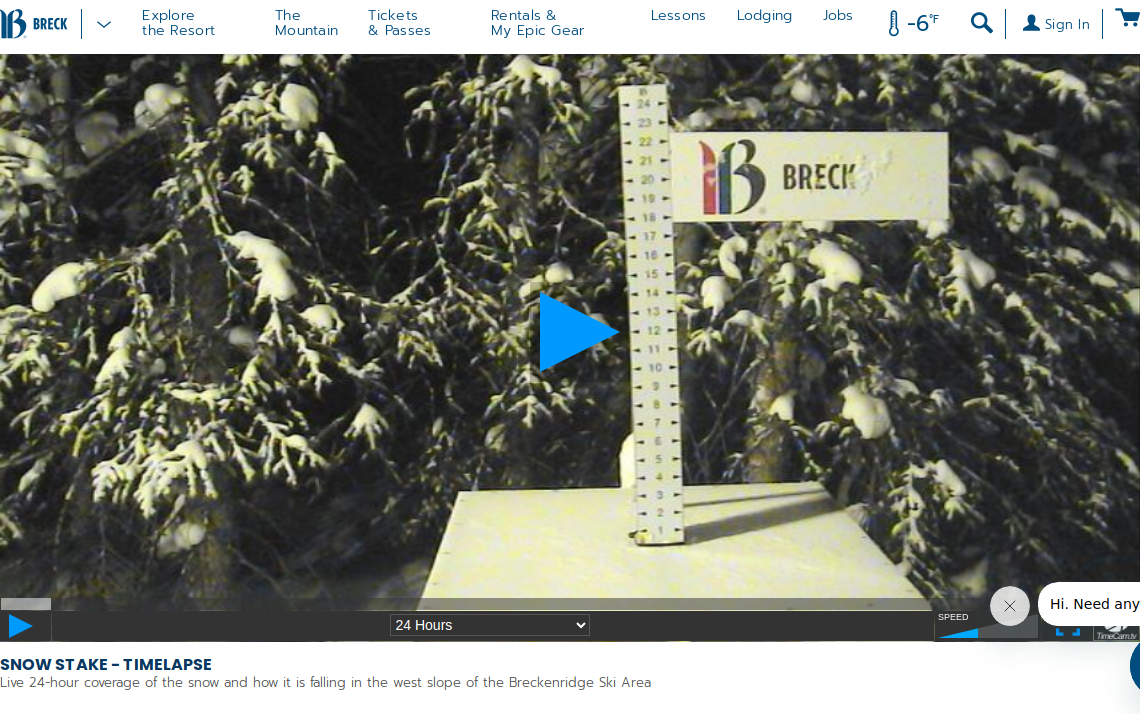 BRECK
Explore
the Resort
The
Mountain
Tickets
& Passes
Rentals &
My Epic Gear
Lessons
Lodging
Jobs
-6°F
Sign In
24
23
22
21
20
19
18
17
16
15
14
13
12
11
10
9
8
7
6
5
4
3
2
1
B BRECK
24 Hours
SPEED
Hi. Need any
TimeCam.tv
SNOW STAKE - TIMELAPSE
Live 24-hour coverage of the snow and how it is falling in the west slope of the Breckenridge Ski Area